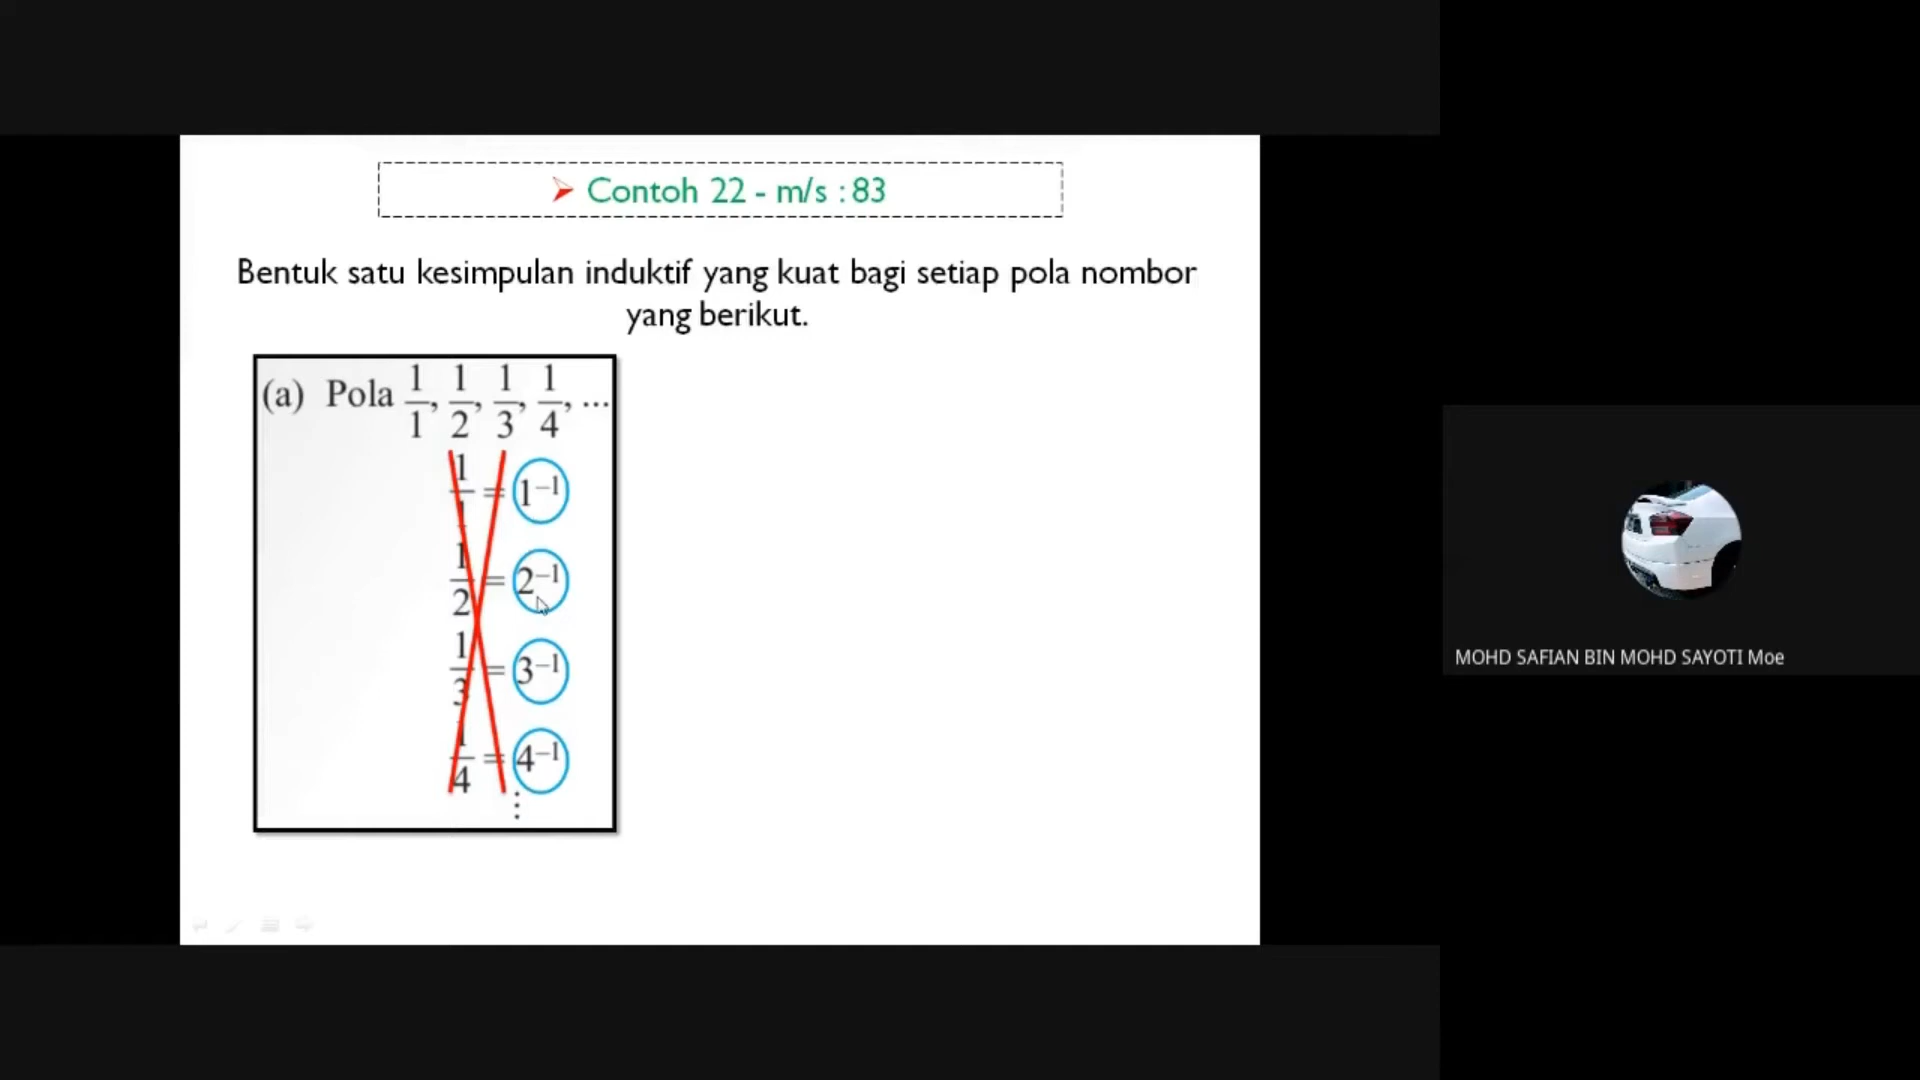 ➢ Contoh 22 - m/s : 83
Bentuk satu kesimpulan induktif yang kuat bagi setiap pola nombor
yang berikut.
(a) Pola 1/1, 1/2, 1/3, 1/4, ...
1/1 = 1⁻¹
1/2 = 2⁻¹
1/3 = 3⁻¹
1/4 = 4⁻¹
⋮
MOHD SAFIAN BIN MOHD SAYOTI Moe